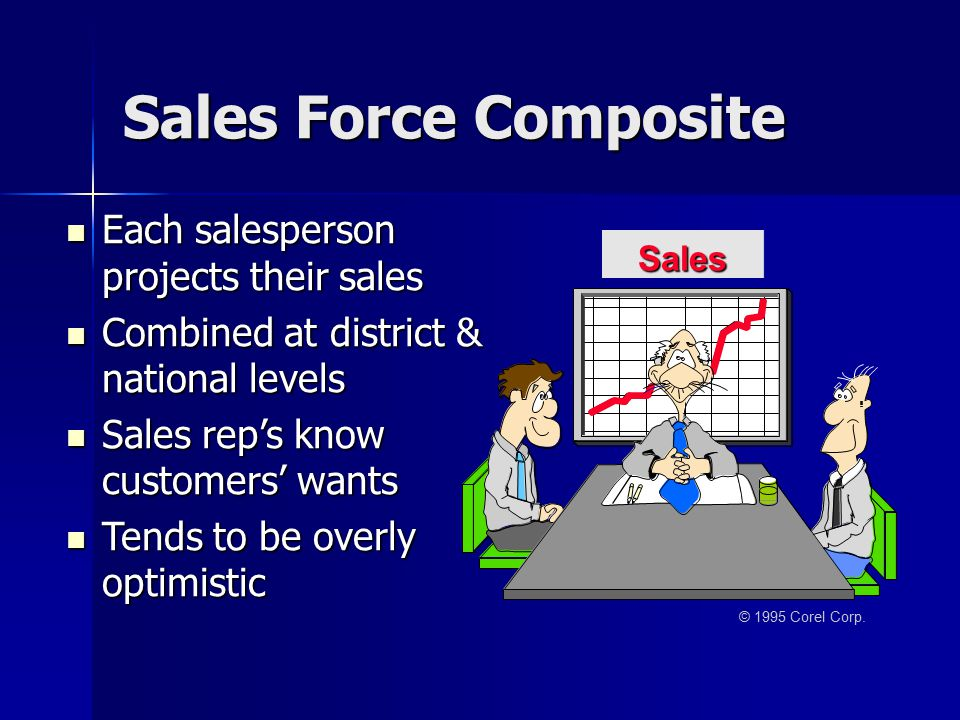 Sales Force Composite
Each salesperson
projects their sales
Combined at district &
national levels
Sales rep’s know
customers’ wants
Tends to be overly
optimistic
Sales
© 1995 Corel Corp.